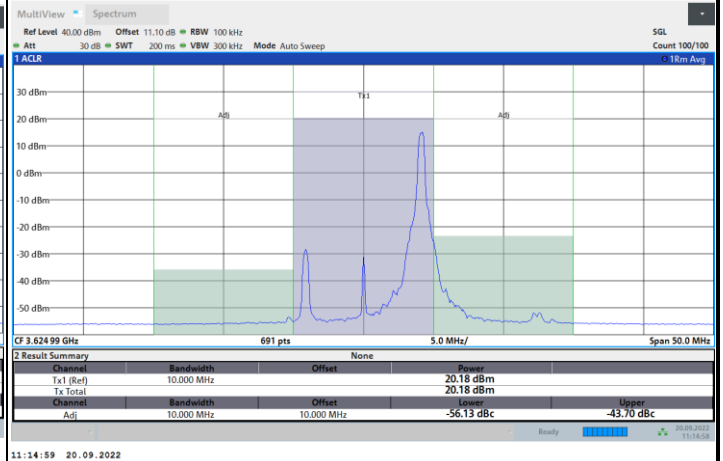 MultiView Spectrum
Ref Level 40.00 dBm Offset 11.10 dB RBW 100 kHz SGL
Att 30 dB SWT 200 ms VBW 300 kHz Mode Auto Sweep Count 100/100
1 ACLR 1Rm Avg
Tx1
30 dBm
Adj Adj
20 dBm
10 dBm
0 dBm
-10 dBm
-20 dBm
-30 dBm
-40 dBm
-50 dBm
CF 3.624 99 GHz 691 pts 5.0 MHz/ Span 50.0 MHz
2 Result Summary None
Channel Bandwidth Offset Power
Tx1 (Ref) 10.000 MHz 20.18 dBm
Tx Total 20.18 dBm
Channel Bandwidth Offset Lower Upper
Adj 10.000 MHz 10.000 MHz -56.13 dBc -43.70 dBc
Ready 20.09.2022
11:14:58
11:14:59 20.09.2022